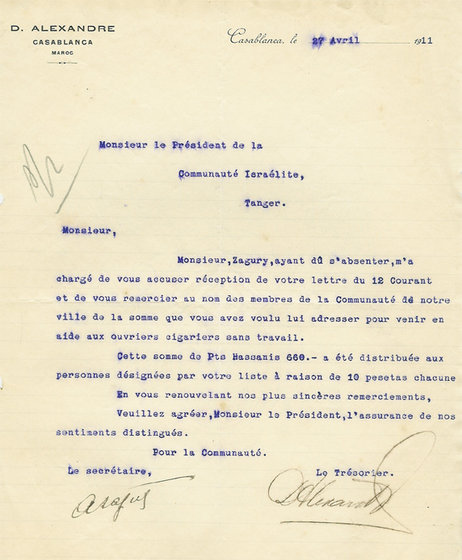 D. ALEXANDRE
CASABLANCA
MAROC
Casablanca, le 27 Avril 1911
Monsieur le Président de la
Communauté Israélite,
Tanger.
Monsieur,
Monsieur,Zagury,ayant dû s'absenter,m'a
chargé de vous accuser réception de votre lettre du 12 Courant
et de vous remercier au nom des membres de la Communauté de notre
ville de la somme que vous avez voulu lui adresser pour venir en
aide aux ouvriers cigariers sans travail.
Cette somme de Pts Hassanis 660.- a été distribuée aux
personnes désignées par votre liste à raison de 10 pesetas chacune
En vous renouvelant nos plus sincères remerciements,
Veuillez agréer,Monsieur le Président,l'assurance de nos
sentiments distingués.
Pour la Communauté.
Le secrétaire, Le Trésorier.
DAlexandre